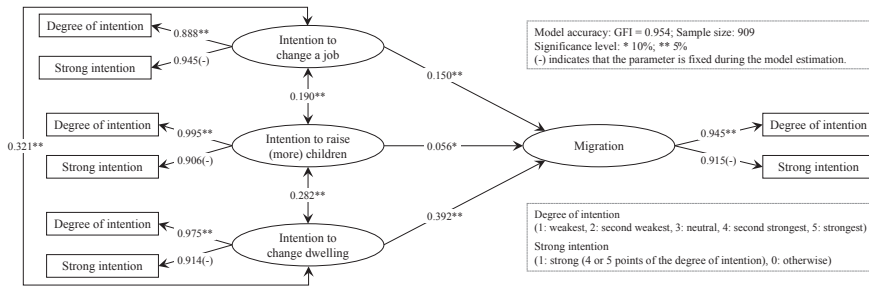 Degree of intention
0.888**
Strong intention
0.945(-)
Intention to
change a job
0.190**
0.321**
Degree of intention
0.995**
Strong intention
0.906(-)
Intention to raise
(more) children
0.282**
Degree of intention
0.975**
Strong intention
0.914(-)
Intention to
change dwelling
0.150**
0.056*
0.392**
Migration
0.945**
0.915(-)
Degree of intention
Strong intention
Model accuracy: GFI = 0.954; Sample size: 909
Significance level: * 10%; ** 5%
(-) indicates that the parameter is fixed during the model estimation.
Degree of intention
(1: weakest, 2: second weakest, 3: neutral, 4: second strongest, 5: strongest)
Strong intention
(1: strong (4 or 5 points of the degree of intention), 0: otherwise)